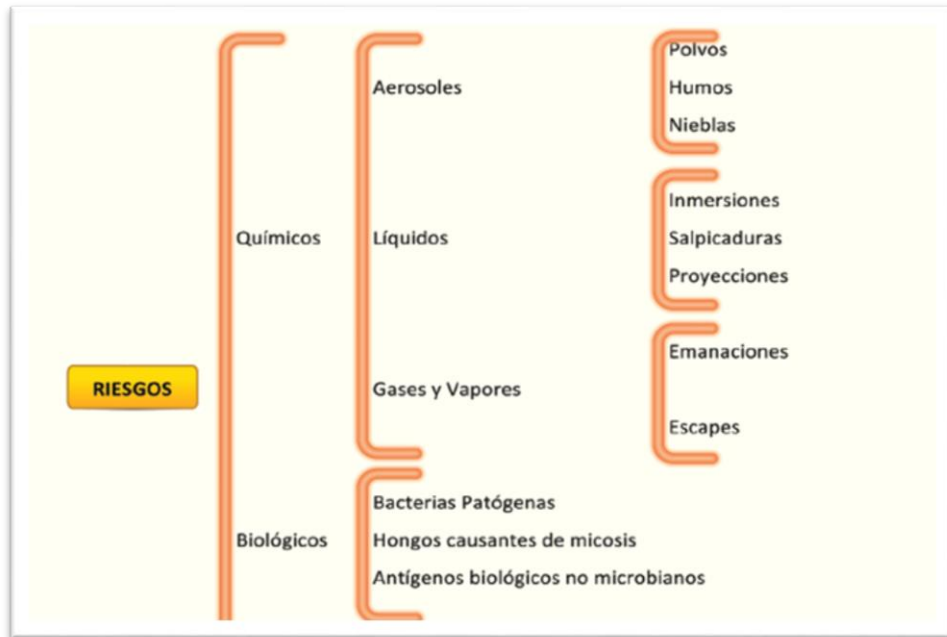 RIESGOS
Químicos
Aerosoles
Polvos
Humos
Nieblas
Líquidos
Inmersiones
Salpicaduras
Proyecciones
Gases y Vapores
Emanaciones
Escapes
Biológicos
Bacterias Patógenas
Hongos causantes de micosis
Antígenos biológicos no microbianos